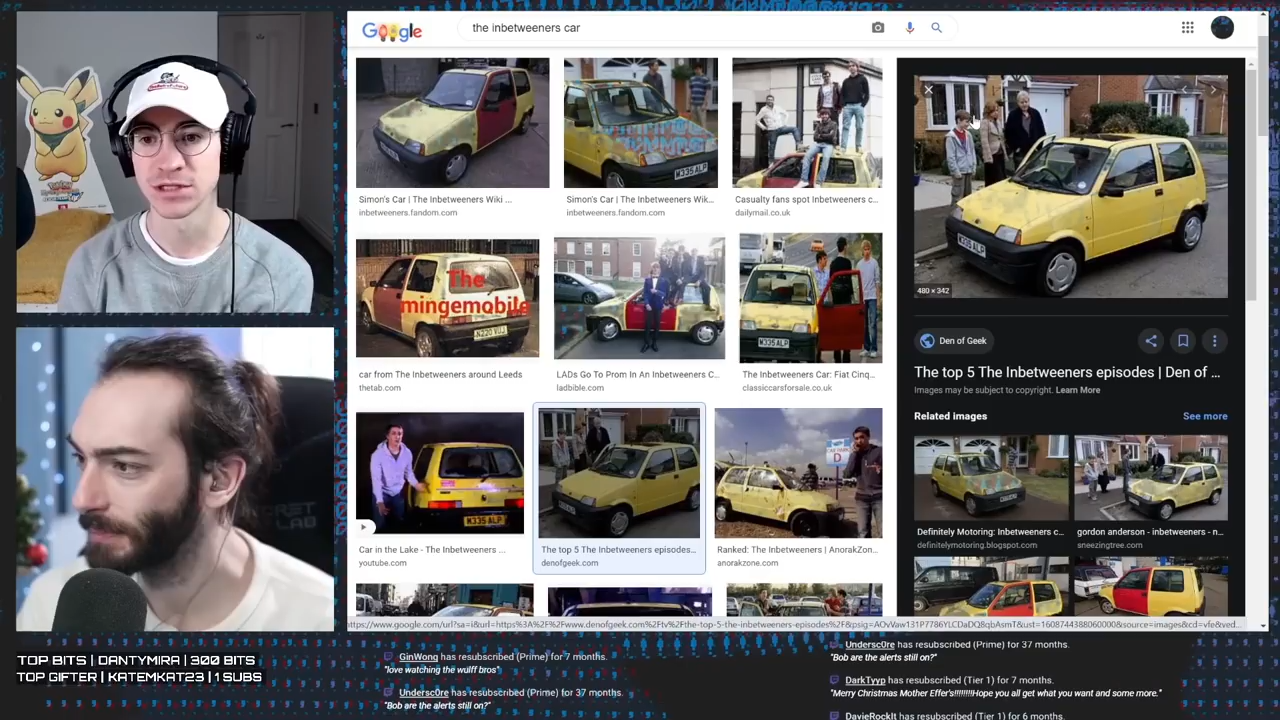 Google
the inbetweeners car
Simon's Car | The Inbetweeners Wiki ...
inbetweeners.fandom.com
Simon's Car | The Inbetweeners Wik...
inbetweeners.fandom.com
Casualty fans spot Inbetweeners c...
dailymail.co.uk
The
mingemobile
car from The Inbetweeners around Leeds
thetab.com
LADs Go To Prom In An Inbetweeners C...
ladbible.com
The Inbetweeners Car: Fiat Cinq...
classiccarsforsale.co.uk
Car in the Lake - The Inbetweeners ...
youtube.com
The top 5 The Inbetweeners episodes...
denofgeek.com
Ranked: The Inbetweeners | AnorakZon...
anorakzone.com
M335 ALP
480 × 342
Den of Geek
The top 5 The Inbetweeners episodes | Den of ...
Images may be subject to copyright. Learn More
Related images
See more
Definitely Motoring: Inbetweeners c...
definitelymotoring.blogspot.com
gordon anderson - inbetweeners - n...
sneezingtree.com
TOP BITS | DANTYMIRA | 300 BITS
TOP GIFTER | KATEMKAT23 | 1 SUBS
GinWong has resubscribed (Prime) for 7 months.
"love watching the wulff bros"
Undersc0re has resubscribed (Prime) for 37 months.
"Bob are the alerts still on?"
Undersc0re has resubscribed (Prime) for 37 months.
"Bob are the alerts still on?"
DarkTyyp has resubscribed (Tier 1) for 7 months.
"Merry Christmas Mother Effer's!!!!!!!!Hope you all get what you want and some more."
DavieRockIt has resubscribed (Tier 1) for 6 months.